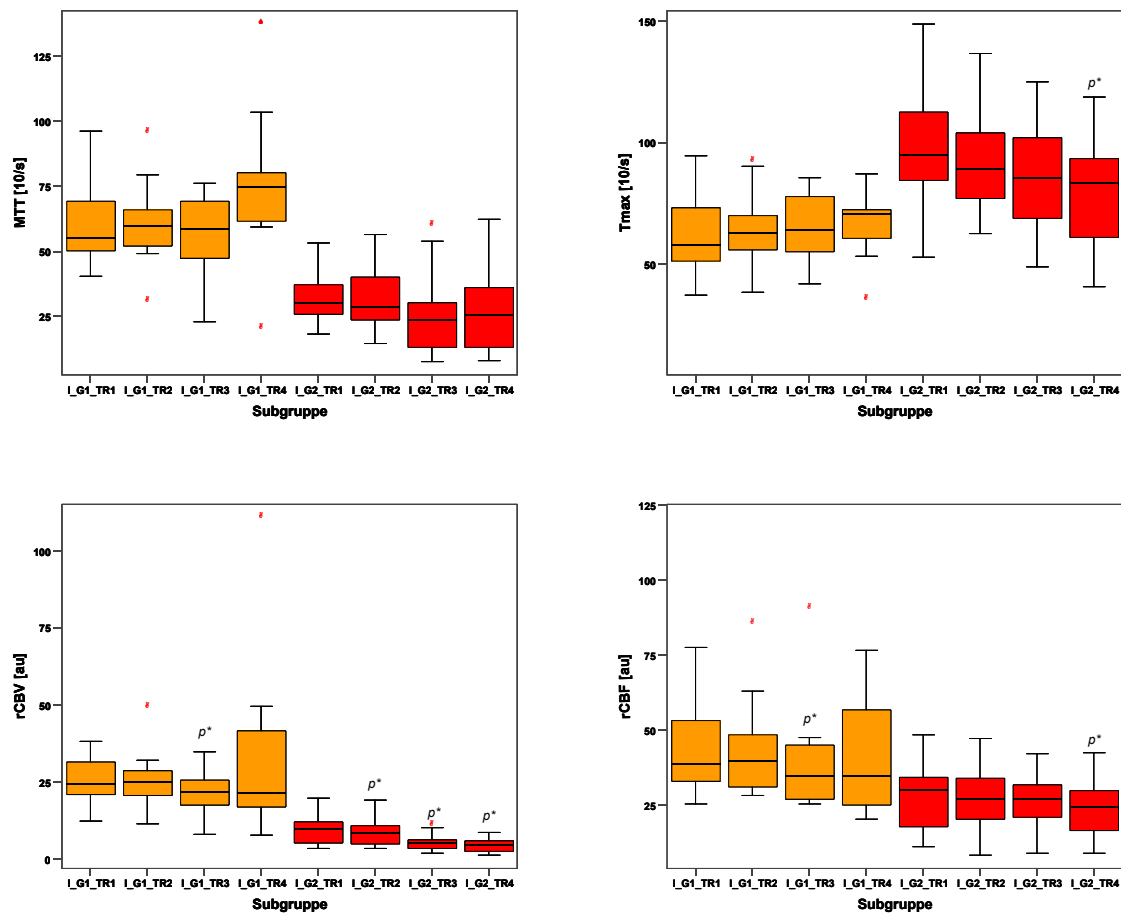 125
100
75
50
25
MTT [10/s]
I_G1_TR1 I_G1_TR2 I_G1_TR3 I_G1_TR4 I_G2_TR1 I_G2_TR2 I_G2_TR3 I_G2_TR4
Subgruppe
150
100
50
Tmax [10/s]
p*
I_G1_TR1 I_G1_TR2 I_G1_TR3 I_G1_TR4 I_G2_TR1 I_G2_TR2 I_G2_TR3 I_G2_TR4
Subgruppe
100
75
50
25
0
rCBV [au]
p*
p*
p*
p*
I_G1_TR1 I_G1_TR2 I_G1_TR3 I_G1_TR4 I_G2_TR1 I_G2_TR2 I_G2_TR3 I_G2_TR4
Subgruppe
125
100
75
50
25
rCBF [au]
p*
p*
I_G1_TR1 I_G1_TR2 I_G1_TR3 I_G1_TR4 I_G2_TR1 I_G2_TR2 I_G2_TR3 I_G2_TR4
Subgruppe